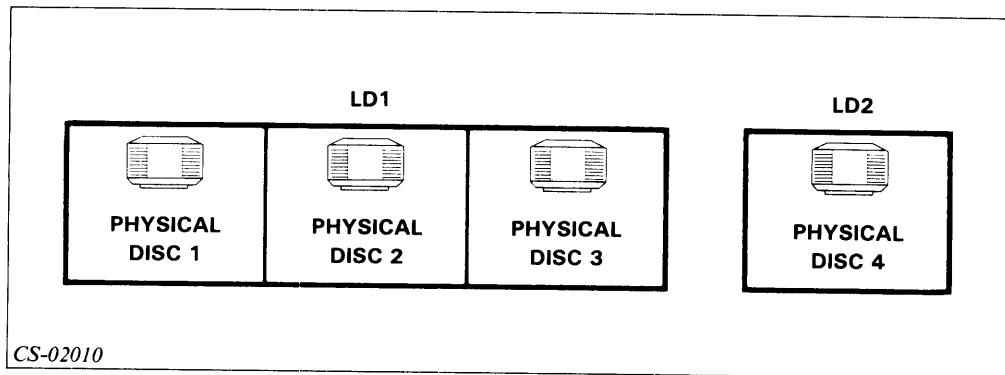 LD1
LD2
PHYSICAL
DISC 1
PHYSICAL
DISC 2
PHYSICAL
DISC 3
PHYSICAL
DISC 4
CS-02010